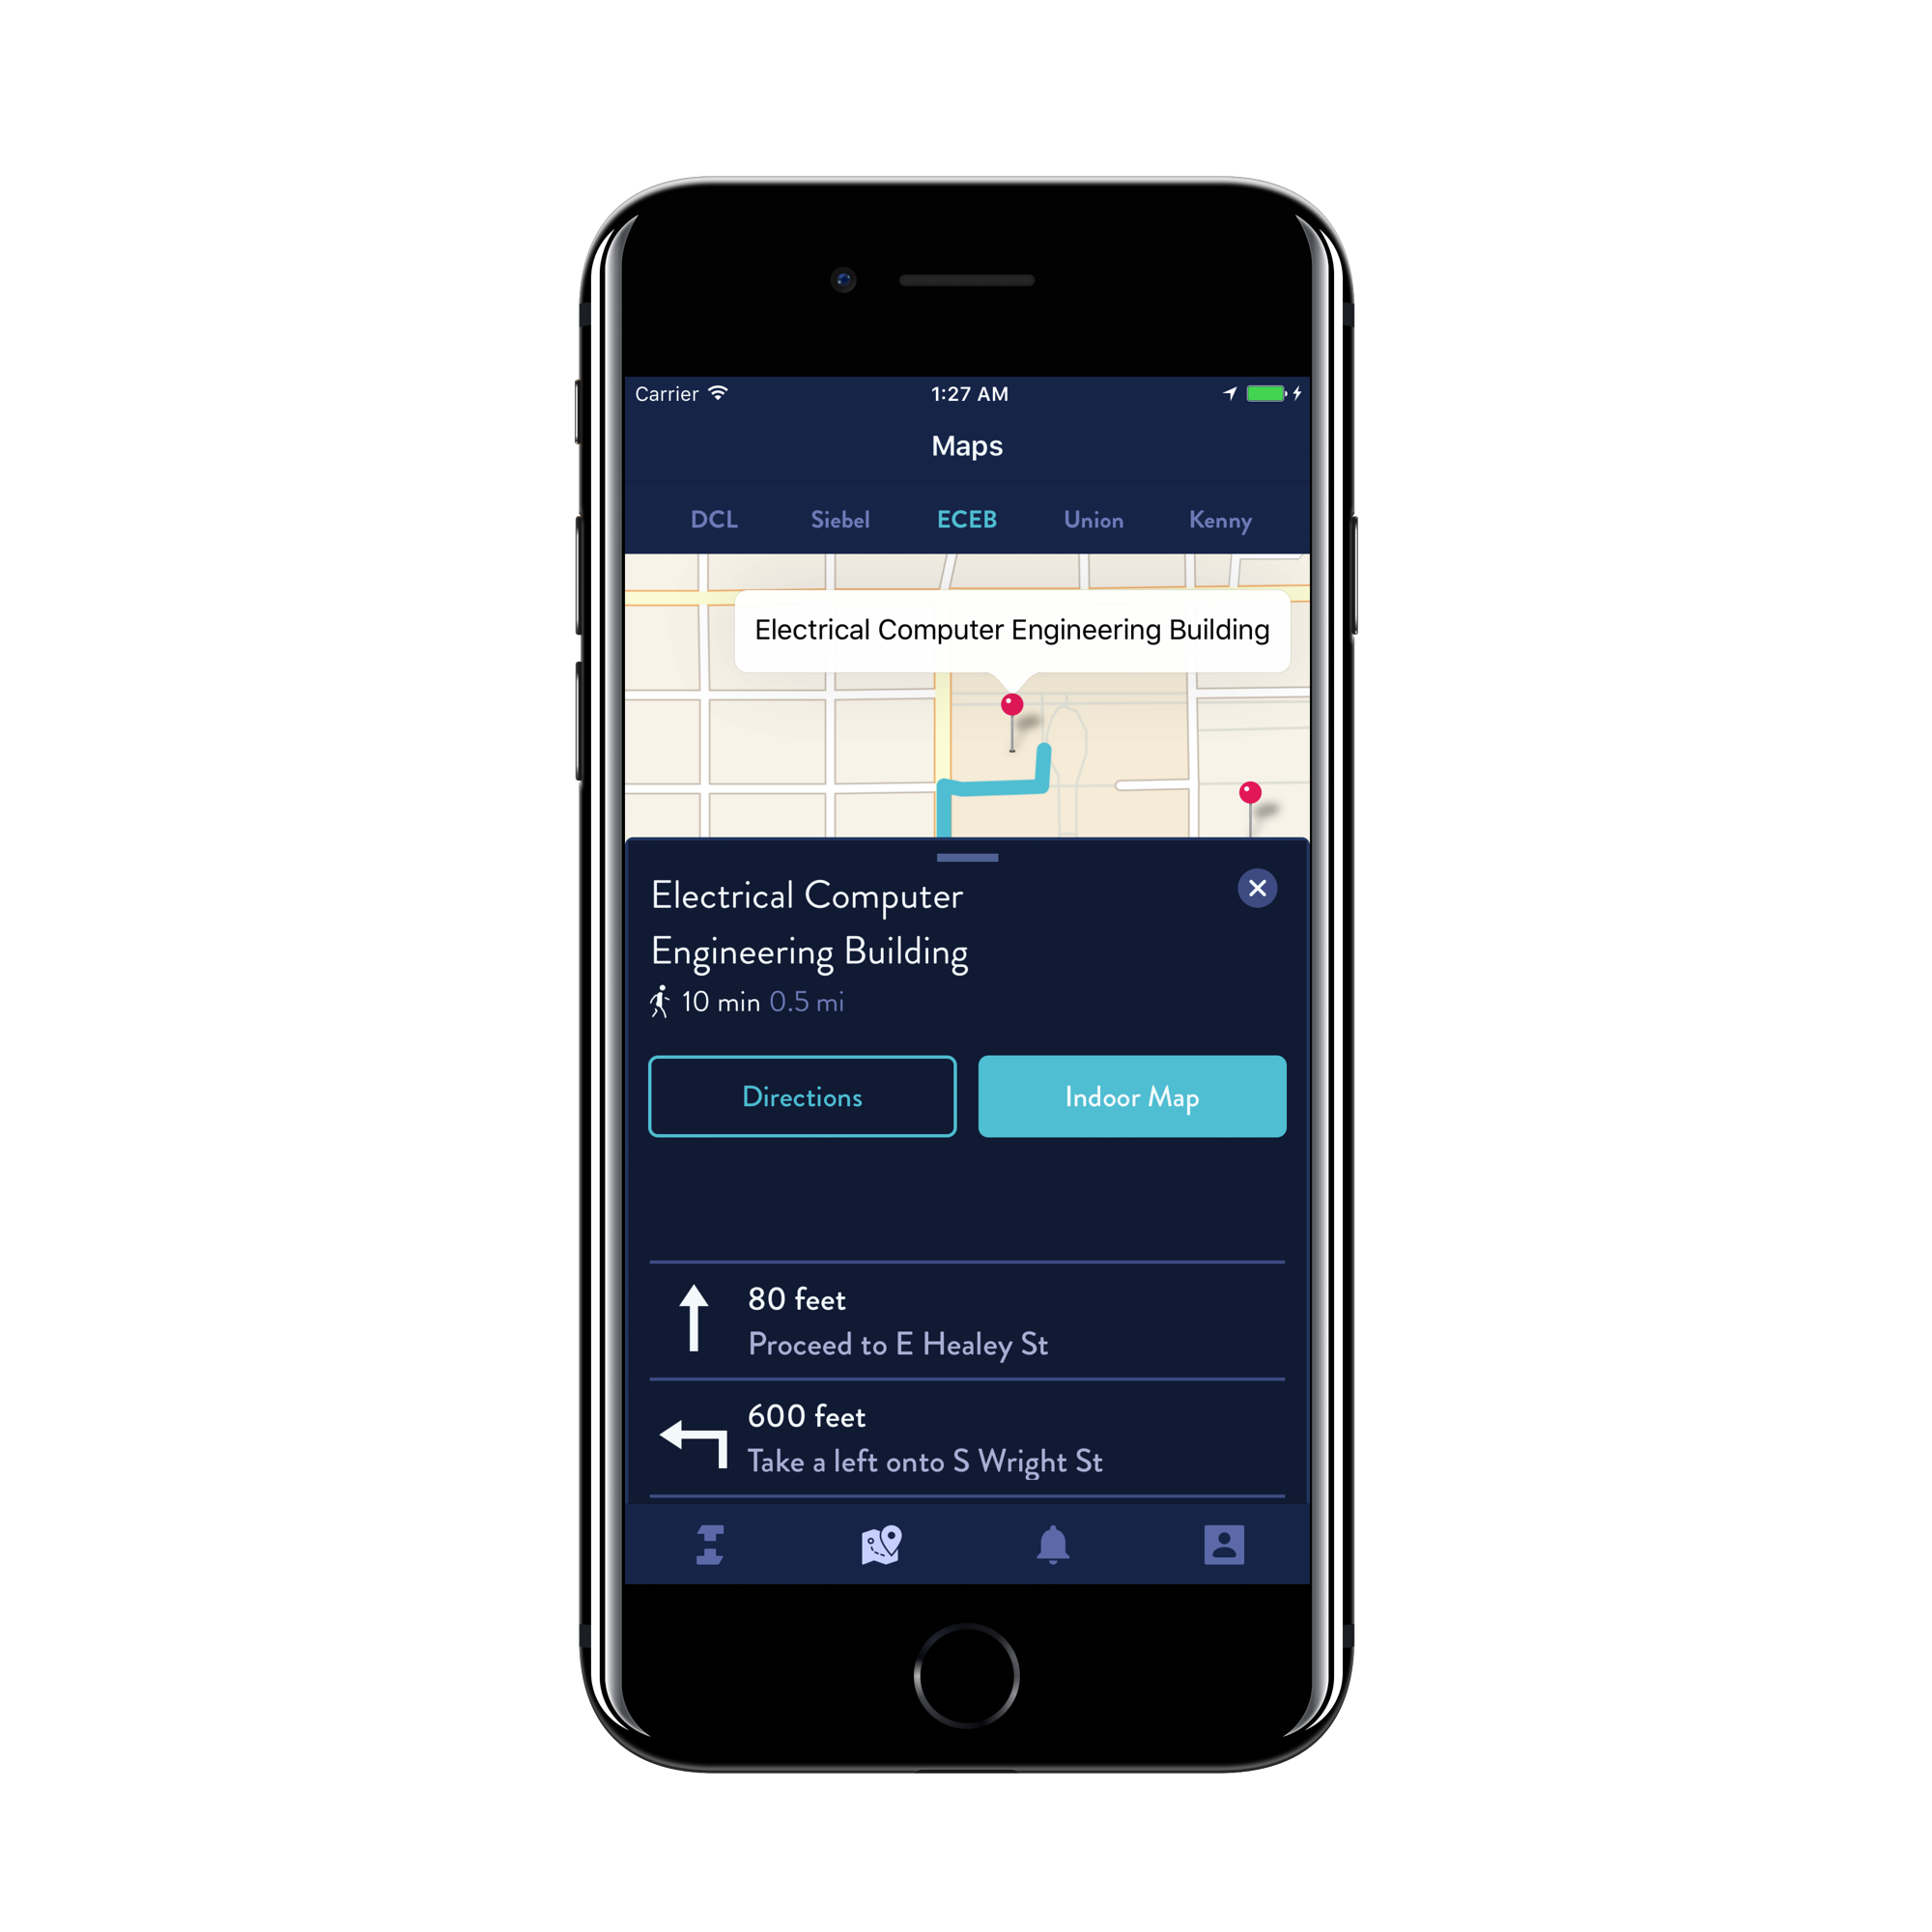 Carrier
1:27 AM
Maps
DCL Siebel ECEB Union Kenny
Electrical Computer Engineering Building
Electrical Computer
Engineering Building
10 min 0.5 mi
Directions
Indoor Map
80 feet
Proceed to E Healey St
600 feet
Take a left onto S Wright St